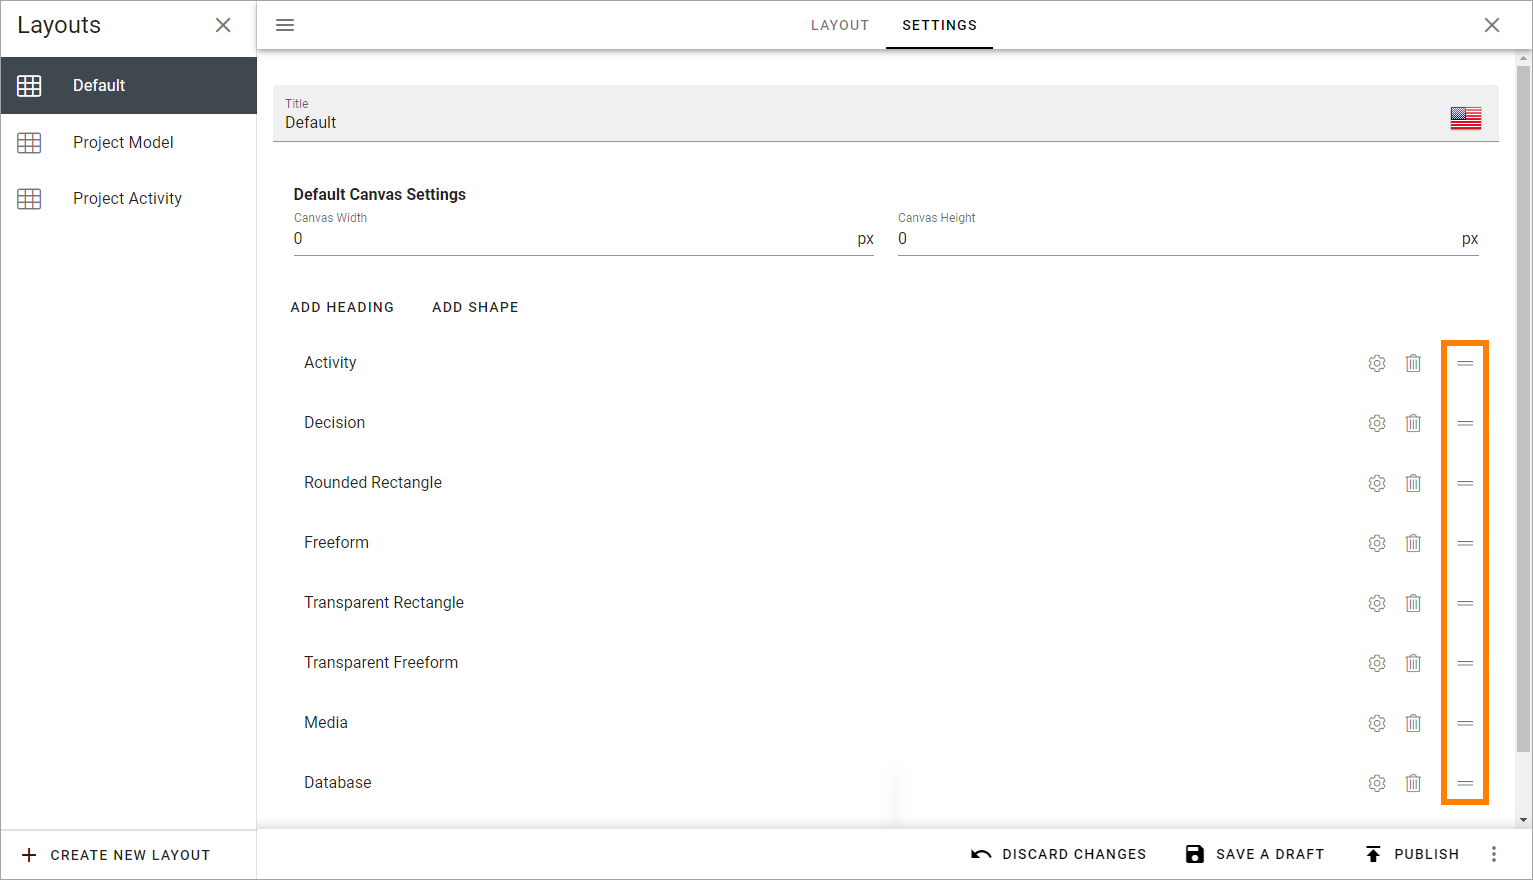 Layouts
LAYOUT
SETTINGS
Default
Project Model
Project Activity
Title
Default
Default Canvas Settings
Canvas Width
0 px
Canvas Height
0 px
ADD HEADING
ADD SHAPE
Activity
Decision
Rounded Rectangle
Freeform
Transparent Rectangle
Transparent Freeform
Media
Database
CREATE NEW LAYOUT
DISCARD CHANGES
SAVE A DRAFT
PUBLISH